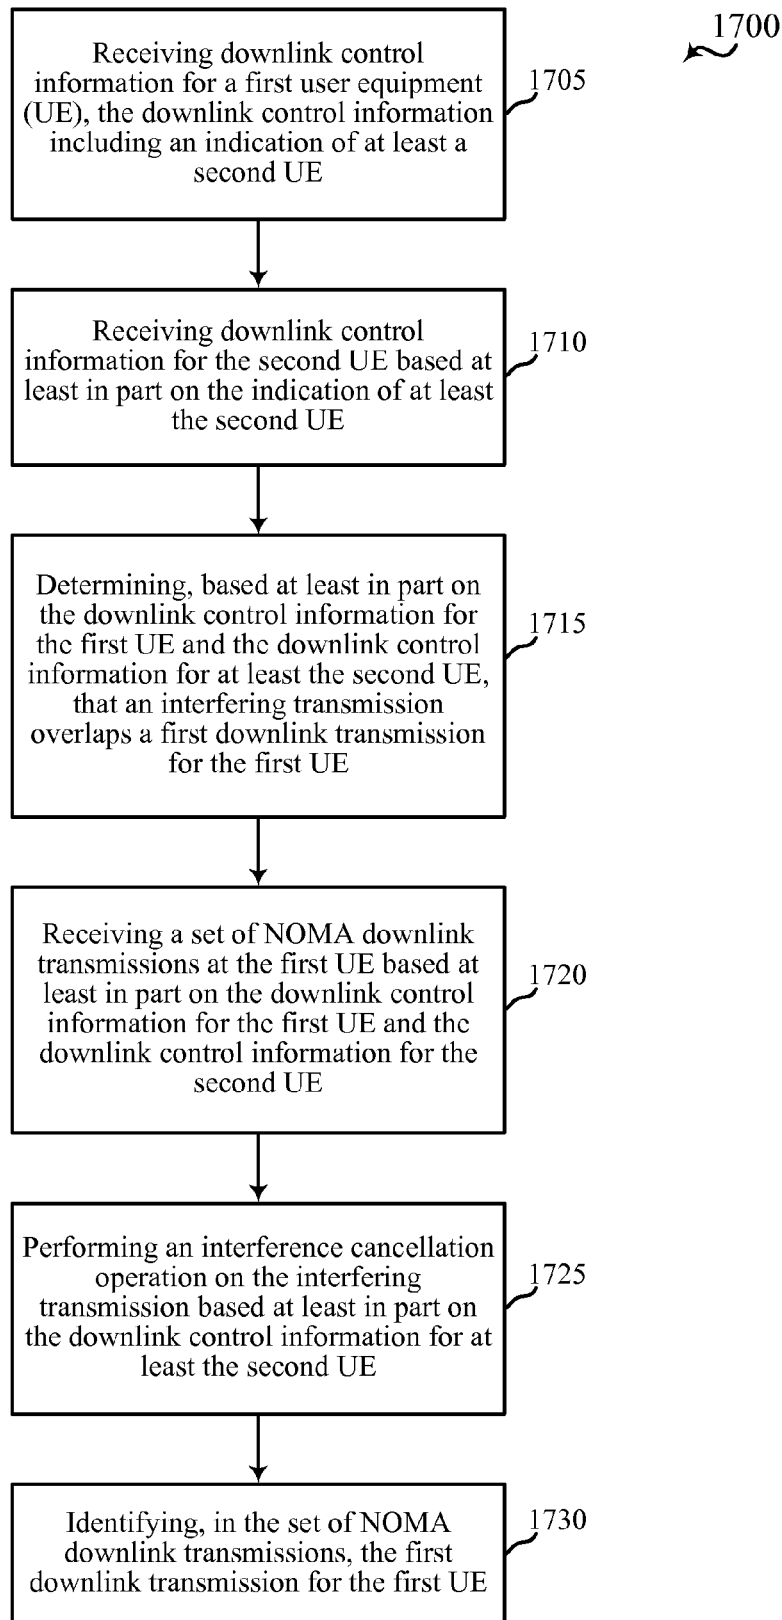 1700
Receiving downlink control
information for a first user equipment
(UE), the downlink control information
including an indication of at least a
second UE
1705
Receiving downlink control
information for the second UE based at
least in part on the indication of at least
the second UE
1710
Determining, based at least in part on
the downlink control information for
the first UE and the downlink control
information for at least the second UE,
that an interfering transmission
overlaps a first downlink transmission
for the first UE
1715
Receiving a set of NOMA downlink
transmissions at the first UE based at
least in part on the downlink control
information for the first UE and the
downlink control information for the
second UE
1720
Performing an interference cancellation
operation on the interfering
transmission based at least in part on
the downlink control information for at
least the second UE
1725
Identifying, in the set of NOMA
downlink transmissions, the first
downlink transmission for the first UE
1730